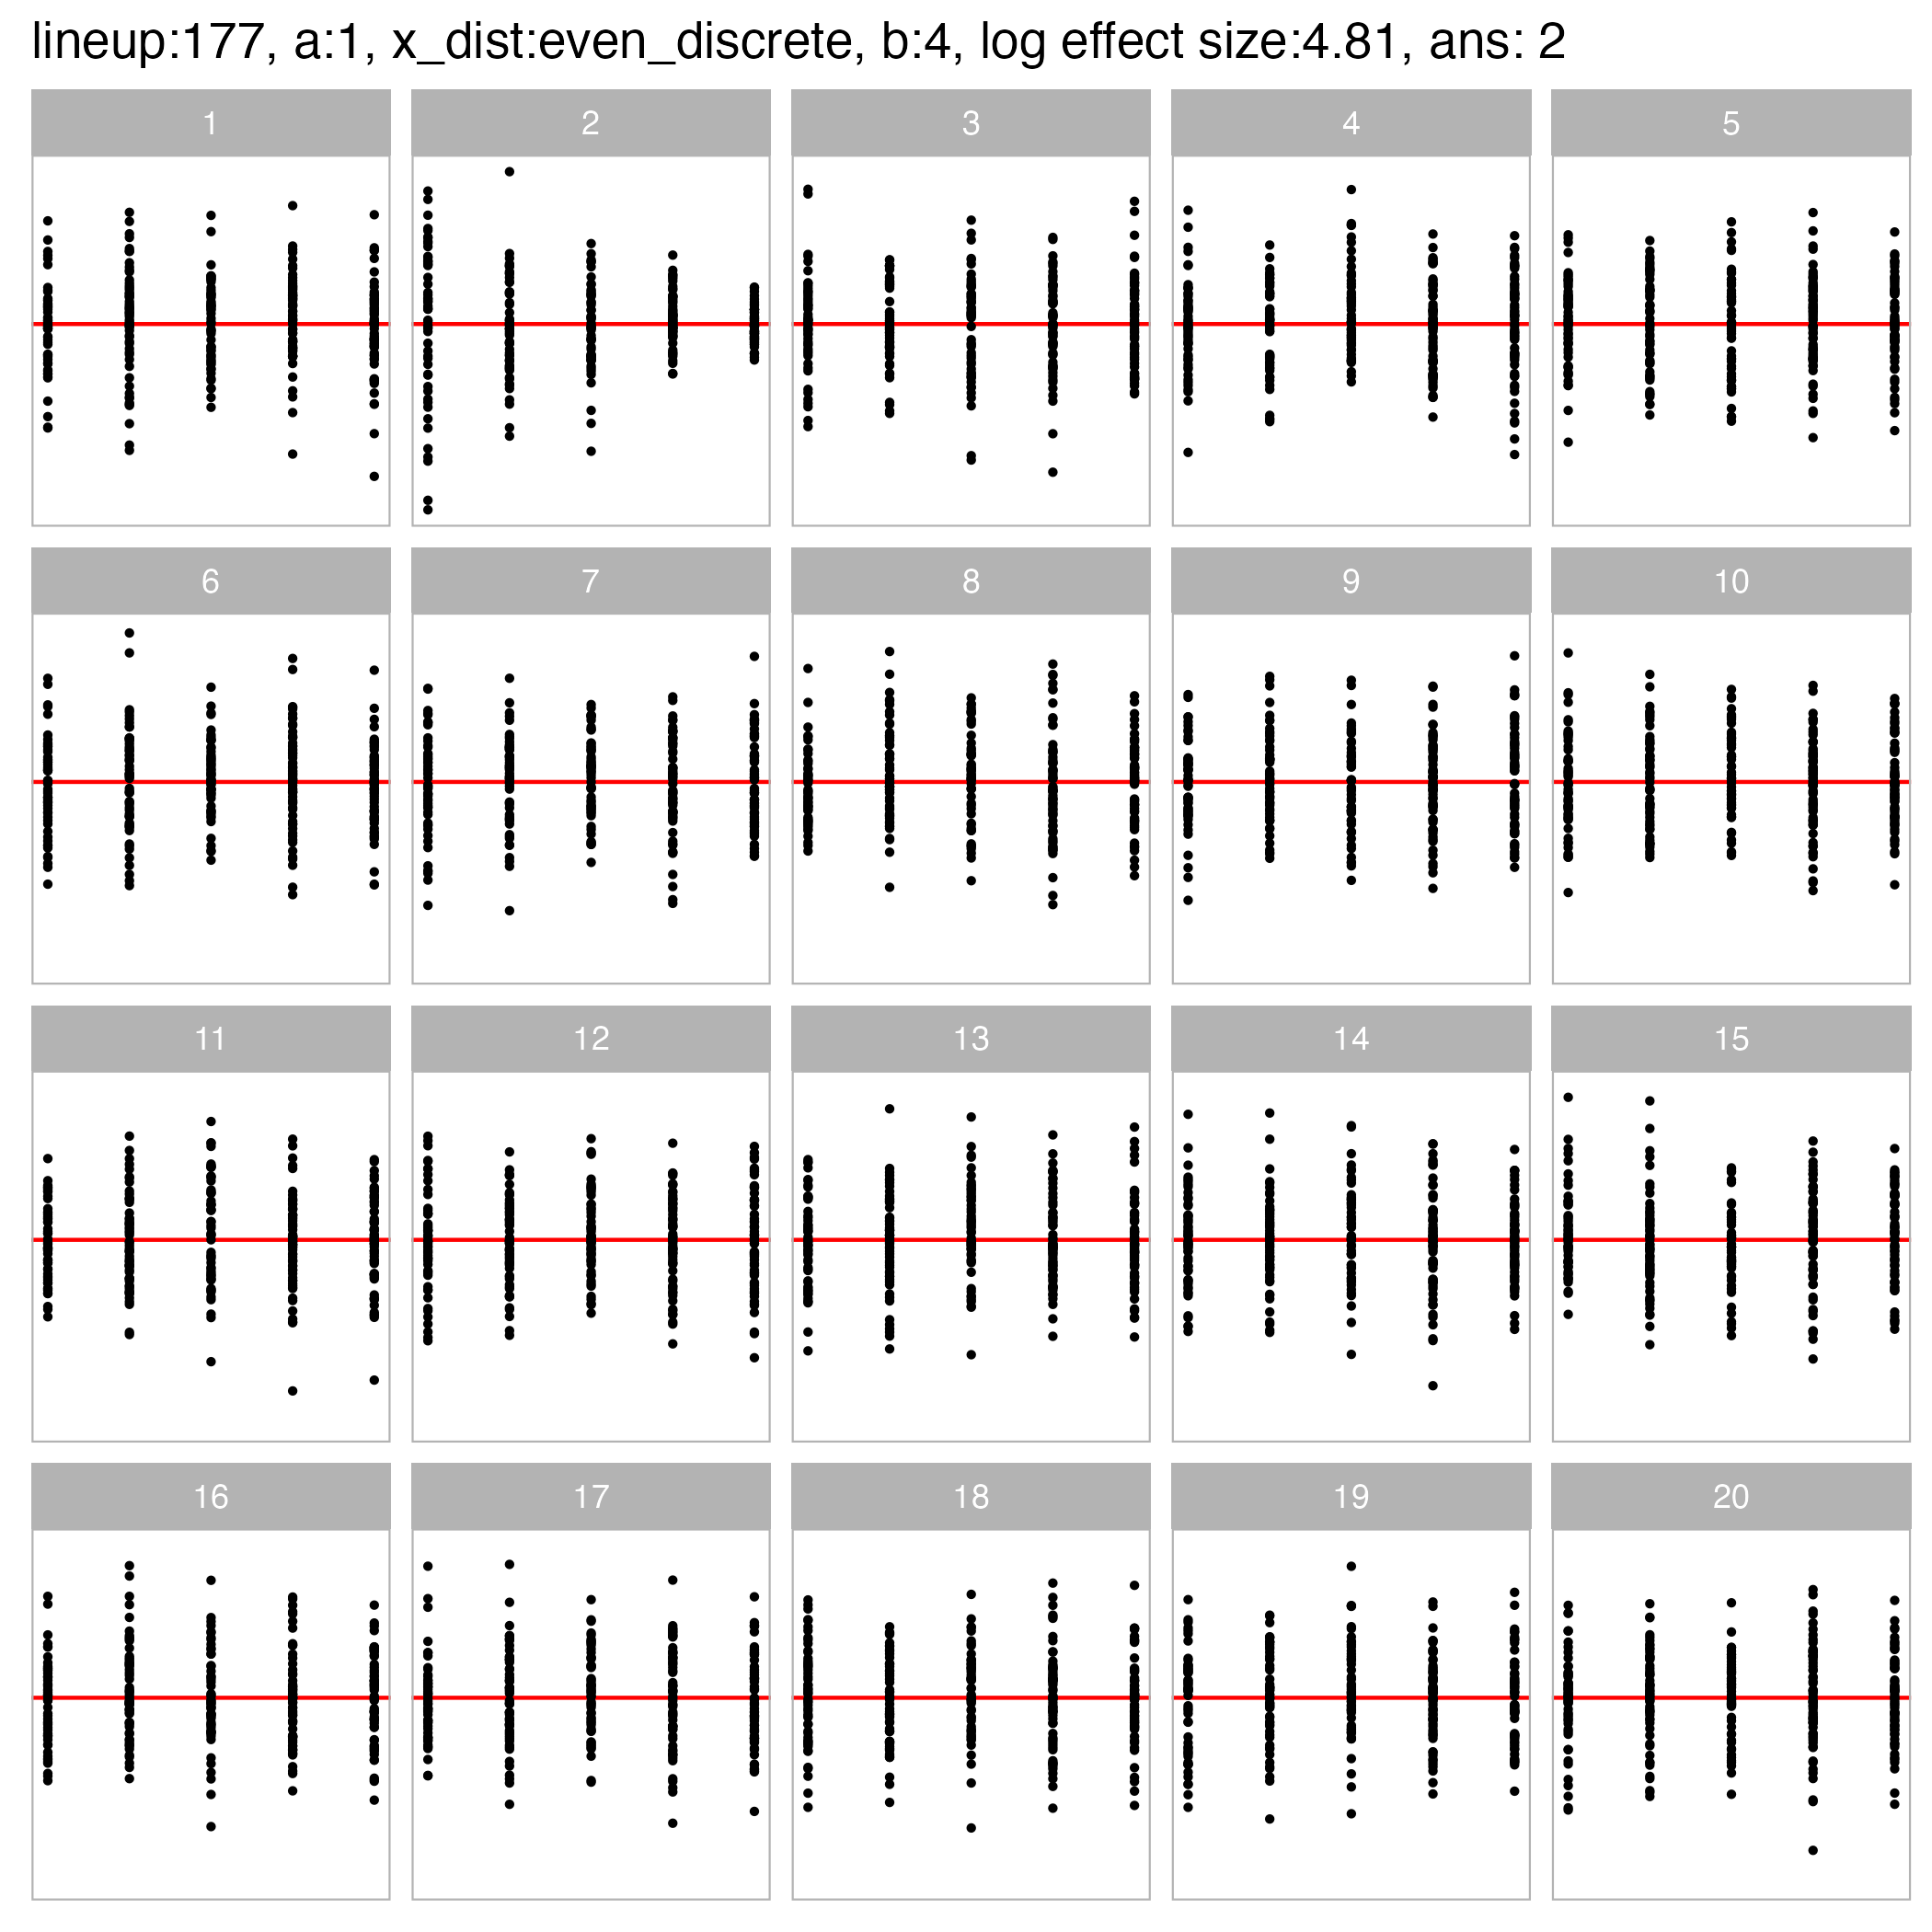 lineup:177, a:1, x_dist:even_discrete, b:4, log effect size:4.81, ans: 2
1 2 3 4 5
6 7 8 9 10
11 12 13 14 15
16 17 18 19 20